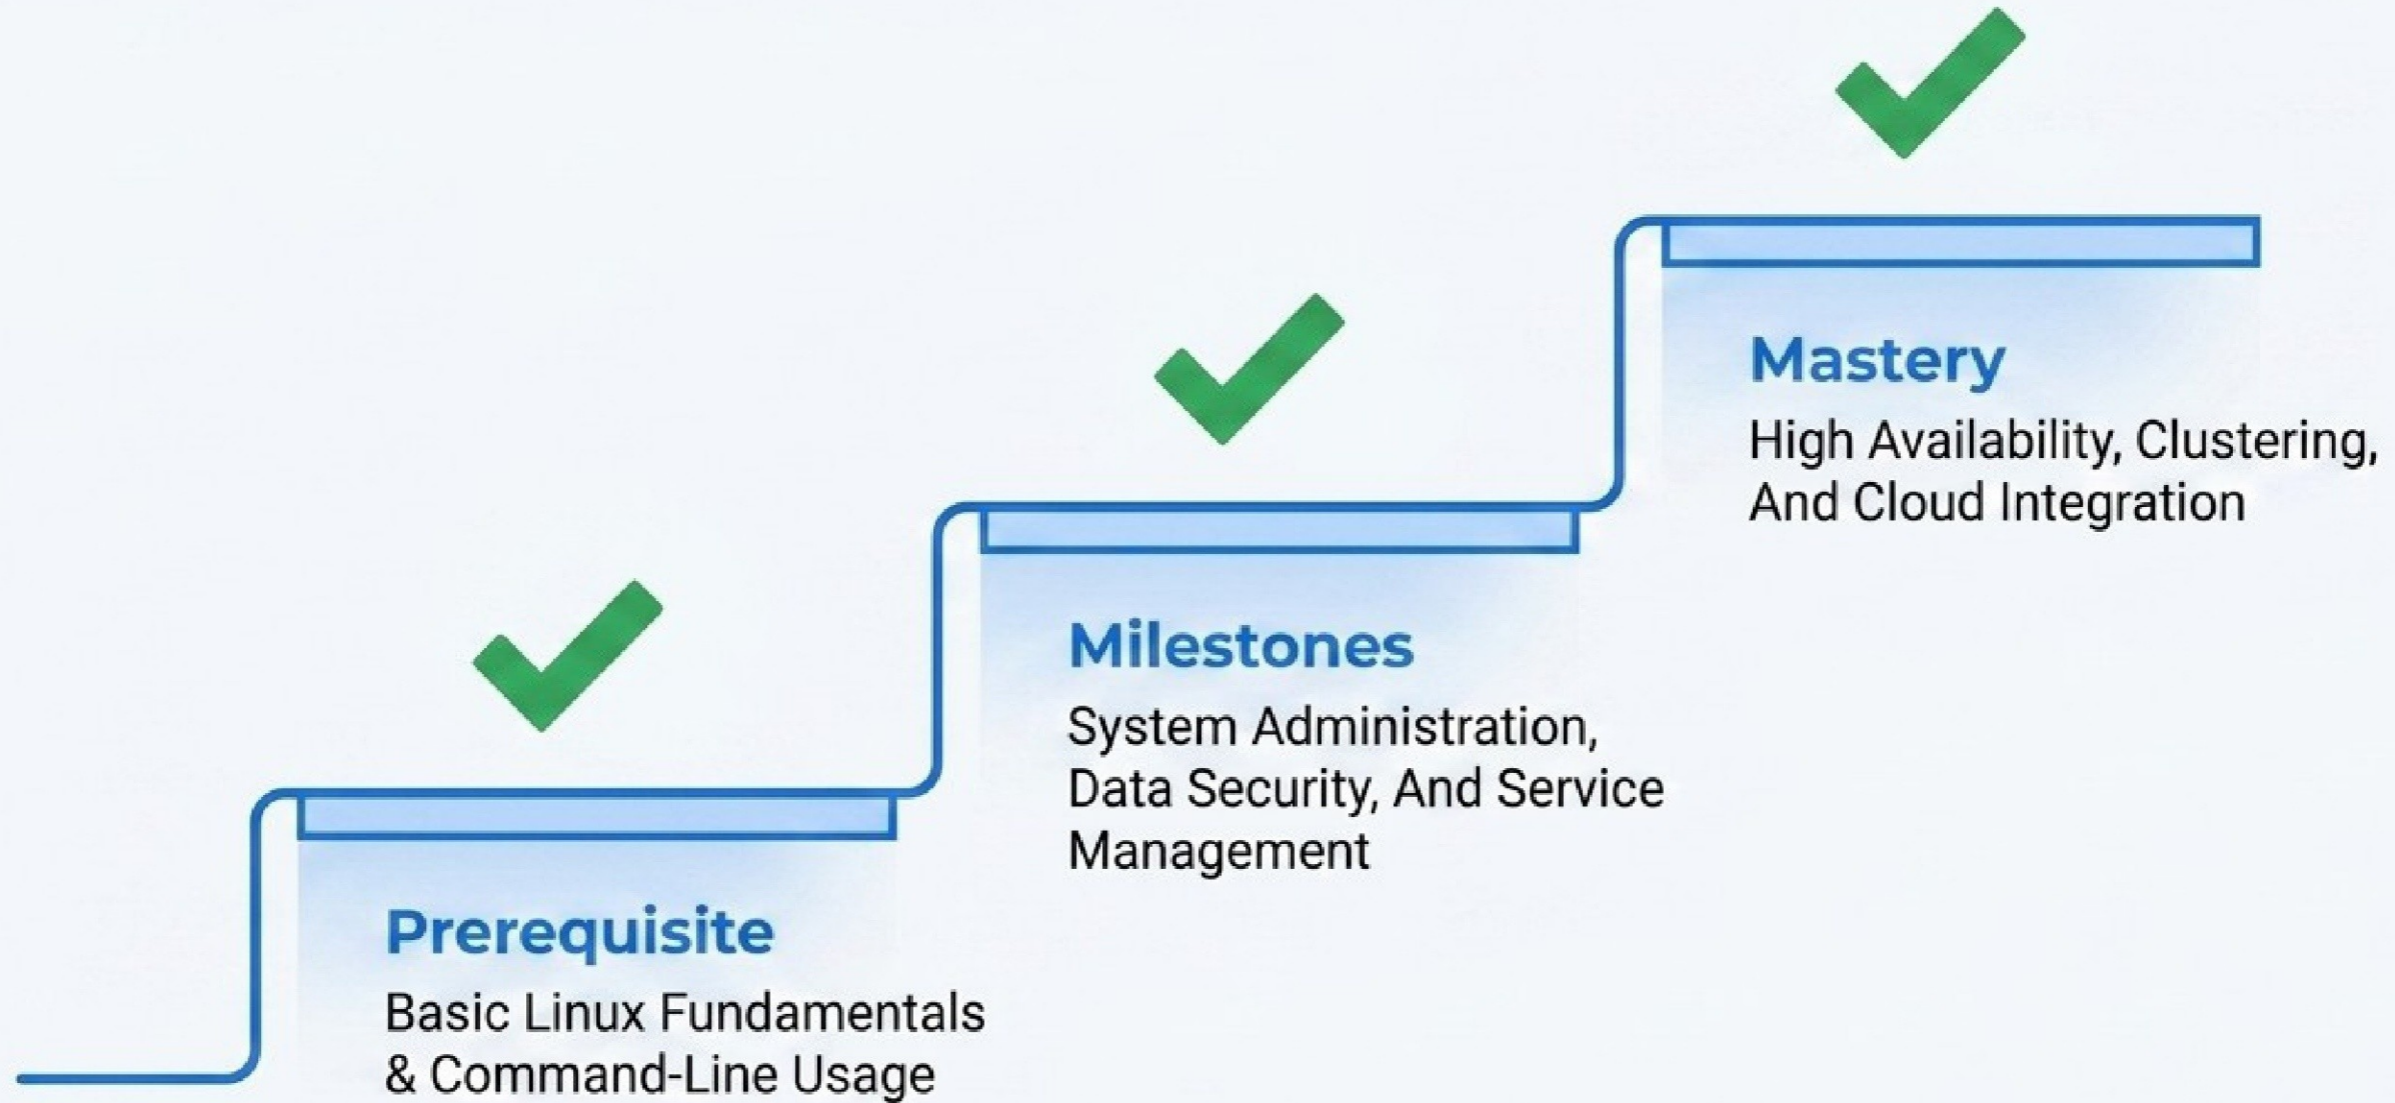 Mastery
High Availability, Clustering,
And Cloud Integration
Milestones
System Administration,
Data Security, And Service
Management
Prerequisite
Basic Linux Fundamentals
& Command-Line Usage